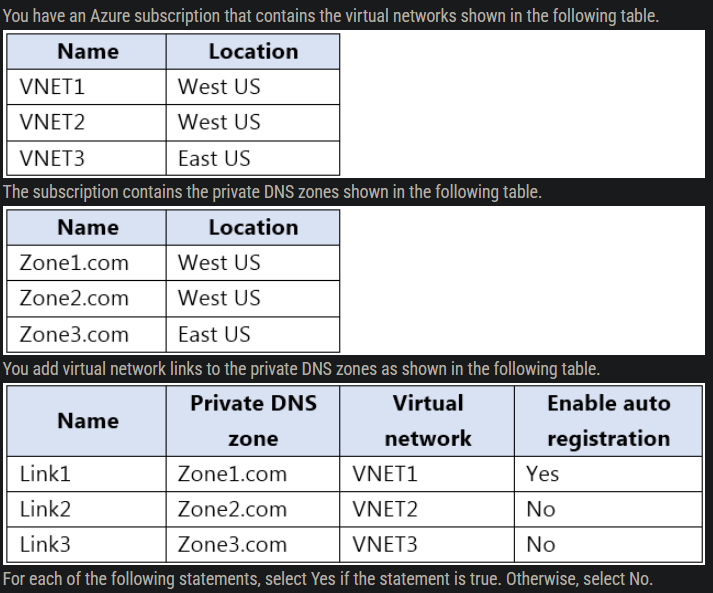 You have an Azure subscription that contains the virtual networks shown in the following table.
Name Location
VNET1 West US
VNET2 West US
VNET3 East US
The subscription contains the private DNS zones shown in the following table.
Name Location
Zone1.com West US
Zone2.com West US
Zone3.com East US
You add virtual network links to the private DNS zones as shown in the following table.
Name Private DNS zone Virtual network Enable auto registration
Link1 Zone1.com VNET1 Yes
Link2 Zone2.com VNET2 No
Link3 Zone3.com VNET3 No
For each of the following statements, select Yes if the statement is true. Otherwise, select No.